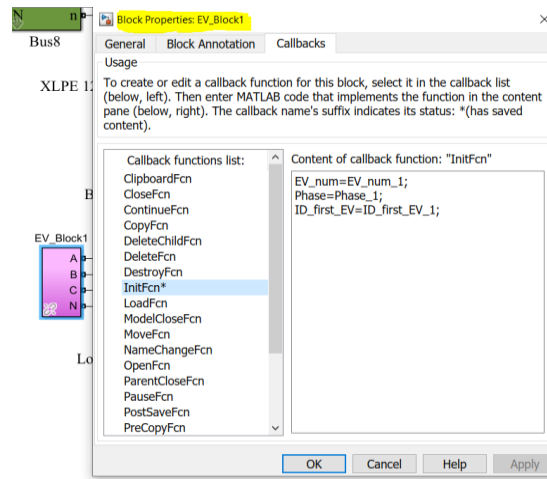 N
n
Bus8
XLPE 12
B
EV_Block1
A
B
C
N
Lo
Block Properties: EV_Block1
General Block Annotation Callbacks
Usage
To create or edit a callback function for this block, select it in the callback list
(below, left). Then enter MATLAB code that implements the function in the content
pane (below, right). The callback name's suffix indicates its status: *(has saved
content).
Callback functions list:
ClipboardFcn
CloseFcn
ContinueFcn
CopyFcn
DeleteChildFcn
DeleteFcn
DestroyFcn
InitFcn*
LoadFcn
ModelCloseFcn
MoveFcn
NameChangeFcn
OpenFcn
ParentCloseFcn
PauseFcn
PostSaveFcn
PreCopyFcn
Content of callback function: "InitFcn"
EV_num=EV_num_1;
Phase=Phase_1;
ID_first_EV=ID_first_EV_1;
OK Cancel Help Apply